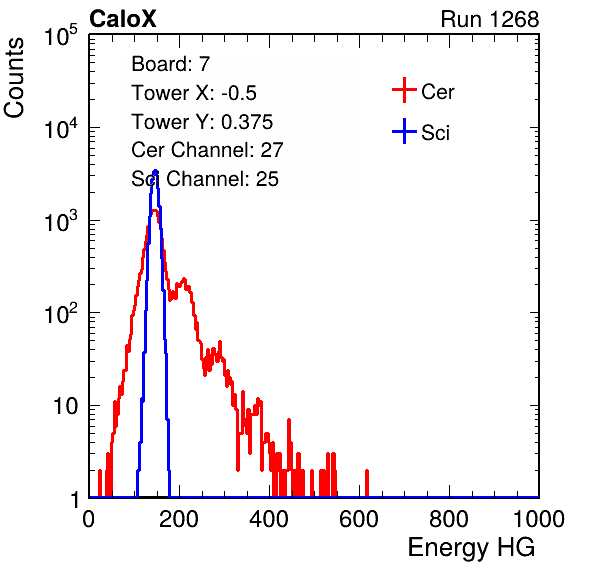 CaloX Run 1268
Counts
Board: 7
Tower X: -0.5
Tower Y: 0.375
Cer Channel: 27
Sci Channel: 25
Cer
Sci
10^5
10^4
10^3
10^2
10
1
0 200 400 600 800 1000
Energy HG